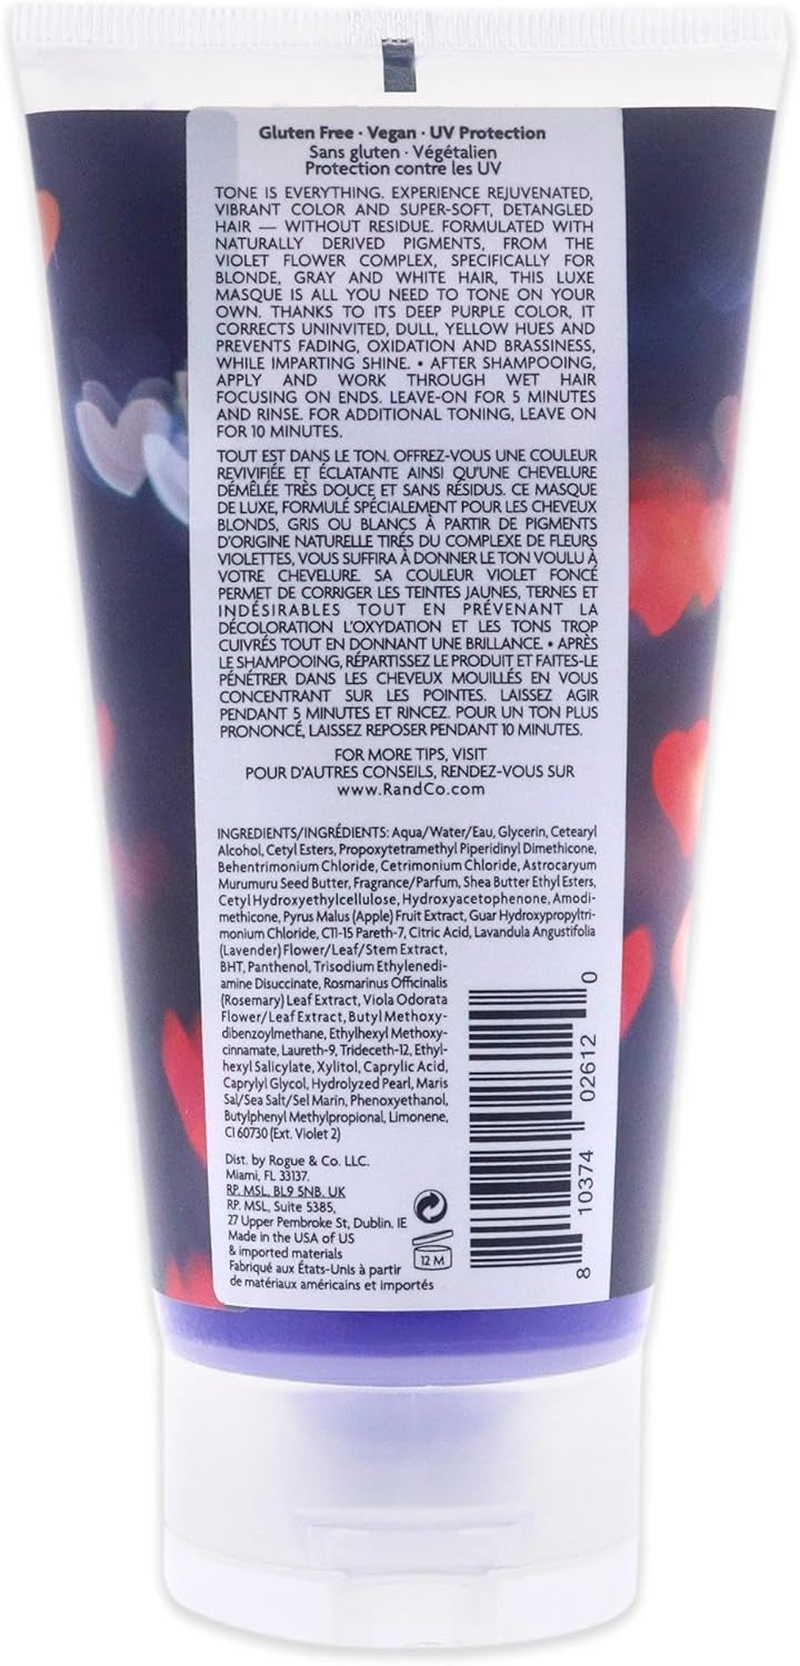 Gluten Free · Vegan · UV Protection
Sans gluten · Végétalien
Protection contre les UV
TONE IS EVERYTHING. EXPERIENCE REJUVENATED,
VIBRANT COLOR AND SUPER-SOFT, DETANGLED
HAIR — WITHOUT RESIDUE. FORMULATED WITH
NATURALLY DERIVED PIGMENTS, FROM THE
VIOLET FLOWER COMPLEX, SPECIFICALLY FOR
BLONDE, GRAY AND WHITE HAIR, THIS LUXE
MASQUE IS ALL YOU NEED TO TONE ON YOUR
OWN. THANKS TO ITS DEEP PURPLE COLOR, IT
CORRECTS UNINVITED, DULL, YELLOW HUES AND
PREVENTS FADING, OXIDATION AND BRASSINESS,
WHILE IMPARTING SHINE. • AFTER SHAMPOOING,
APPLY AND WORK THROUGH WET HAIR
FOCUSING ON ENDS. LEAVE-ON FOR 5 MINUTES
AND RINSE. FOR ADDITIONAL TONING, LEAVE ON
FOR 10 MINUTES.
TOUT EST DANS LE TON. OFFREZ-VOUS UNE COULEUR
REVIVIFIÉE ET ÉCLATANTE AINSI QU'UNE CHEVELURE
DÉMÊLÉE TRÈS DOUCE ET SANS RÉSIDUS. CE MASQUE
DE LUXE, FORMULÉ SPÉCIALEMENT POUR LES CHEVEUX
BLONDS, GRIS OU BLANCS À PARTIR DE PIGMENTS
D'ORIGINE NATURELLE TIRÉS DU COMPLEXE DE FLEURS
VIOLETTES, VOUS SUFFIRA À DONNER LE TON VOULU À
VOTRE CHEVELURE. SA COULEUR VIOLET FONCÉ
PERMET DE CORRIGER LES TEINTES JAUNES, TERNES ET
INDÉSIRABLES TOUT EN PRÉVENANT LA
DÉCOLORATION L'OXYDATION ET LES TONS TROP
CUIVRÉS TOUT EN DONNANT UNE BRILLANCE. • APRÈS
LE SHAMPOOING, RÉPARTISSEZ LE PRODUIT ET FAITES-LE
PÉNÉTRER DANS LES CHEVEUX MOUILLÉS EN VOUS
CONCENTRANT SUR LES POINTES. LAISSEZ AGIR
PENDANT 5 MINUTES ET RINCEZ. POUR UN TON PLUS
PRONONCÉ, LAISSEZ REPOSER PENDANT 10 MINUTES.
FOR MORE TIPS, VISIT
POUR D'AUTRES CONSEILS, RENDEZ-VOUS SUR
www.RandCo.com
INGREDIENTS/INGRÉDIENTS: Aqua/Water/Eau, Glycerin, Cetearyl
Alcohol, Cetyl Esters, Propoxytetramethyl Piperidinyl Dimethicone,
Behentrimonium Chloride, Cetrimonium Chloride, Astrocaryum
Murumuru Seed Butter, Fragrance/Parfum, Shea Butter Ethyl Esters,
Cetyl Hydroxyethylcellulose, Hydroxyacetophenone, Amodi-
methicone, Pyrus Malus (Apple) Fruit Extract, Guar Hydroxypropyltri-
monium Chloride, C11-15 Pareth-7, Citric Acid, Lavandula Angustifolia
(Lavender) Flower/Leaf/Stem Extract,
BHT, Panthenol, Trisodium Ethylenedi-
amine Disuccinate, Rosmarinus Officinalis
(Rosemary) Leaf Extract, Viola Odorata
Flower/Leaf Extract, Butyl Methoxy-
dibenzoylmethane, Ethylhexyl Methoxy-
cinnamate, Laureth-9, Trideceth-12, Ethyl-
hexyl Salicylate, Xylitol, Caprylic Acid,
Caprylyl Glycol, Hydrolyzed Pearl, Maris
Sal/Sea Salt/Sel Marin, Phenoxyethanol,
Butylphenyl Methylpropional, Limonene,
CI 60730 (Ext. Violet 2)
Dist. by Rogue & Co. LLC.
Miami, FL 33137.
RP. MSL, BL9 5NB. UK
RP. MSL, Suite 5385,
27 Upper Pembroke St, Dublin. IE
Made in the USA of US
& imported materials
Fabriqué aux États-Unis à partir
de matériaux américains et importés
12 M
8 10374 02612 0